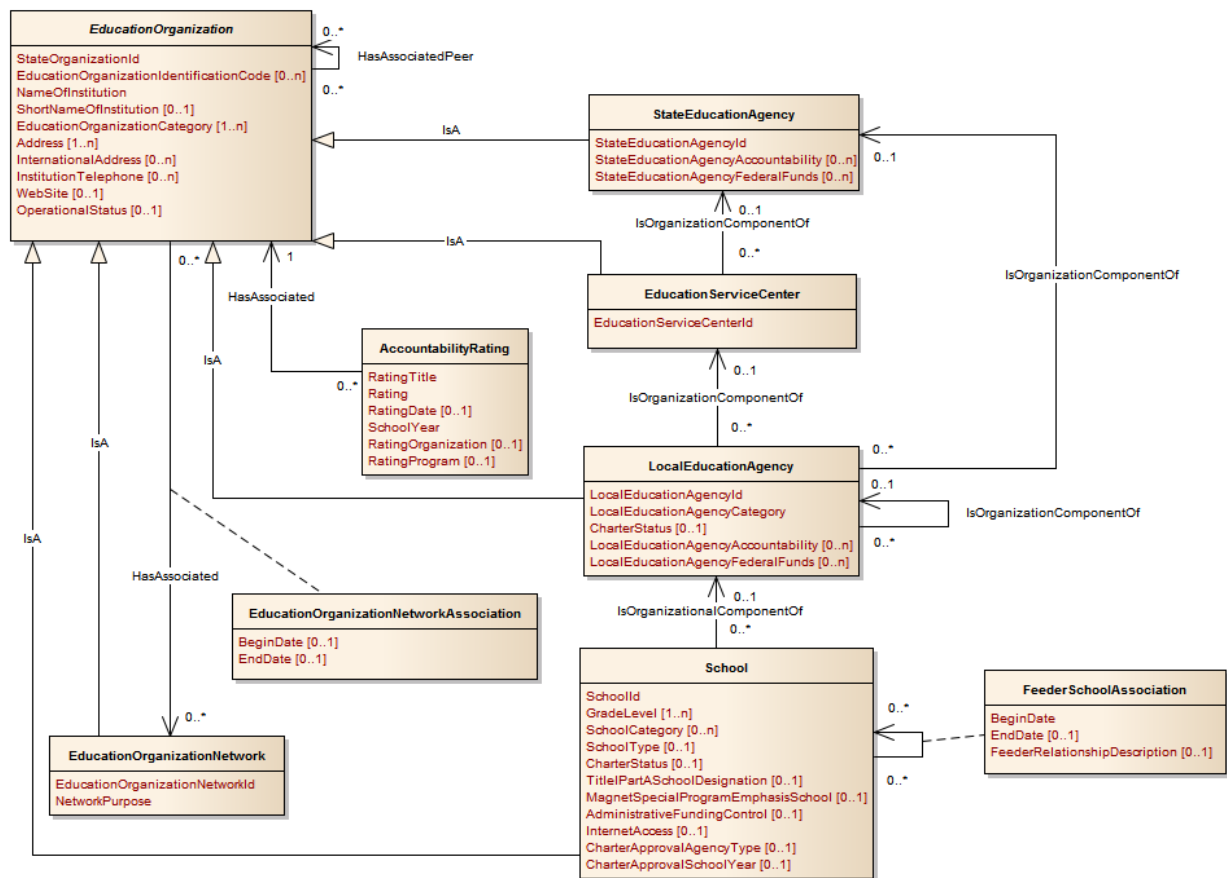 EducationOrganization
StateOrganizationId
EducationOrganizationIdentificationCode [0..n]
NameOfInstitution
ShortNameOfInstitution [0..1]
EducationOrganizationCategory [1..n]
Address [1..n]
InternationalAddress [0..n]
InstitutionTelephone [0..n]
WebSite [0..1]
OperationalStatus [0..1]
0..*
HasAssociatedPeer
0..*
IsA
StateEducationAgency
StateEducationAgencyId
StateEducationAgencyAccountability [0..n]
StateEducationAgencyFederalFunds [0..n]
0..1
0..1
IsOrganizationComponentOf
0..*
IsA
IsOrganizationComponentOf
EducationServiceCenter
EducationServiceCenterId
0..*
1
HasAssociated
0..*
AccountabilityRating
RatingTitle
Rating
RatingDate [0..1]
SchoolYear
RatingOrganization [0..1]
RatingProgram [0..1]
IsA
0..1
IsOrganizationComponentOf
0..*
LocalEducationAgency
LocalEducationAgencyId
LocalEducationAgencyCategory
CharterStatus [0..1]
LocalEducationAgencyAccountability [0..n]
LocalEducationAgencyFederalFunds [0..n]
0..*
0..1
IsOrganizationComponentOf
0..*
IsA
IsA
HasAssociated
EducationOrganizationNetworkAssociation
BeginDate [0..1]
EndDate [0..1]
0..1
IsOrganizationalComponentOf
0..*
School
SchoolId
GradeLevel [1..n]
SchoolCategory [0..n]
SchoolType [0..1]
CharterStatus [0..1]
TitleIPartASchoolDesignation [0..1]
MagnetSpecialProgramEmphasisSchool [0..1]
AdministrativeFundingControl [0..1]
InternetAccess [0..1]
CharterApprovalAgencyType [0..1]
CharterApprovalSchoolYear [0..1]
0..*
0..*
FeederSchoolAssociation
BeginDate
EndDate [0..1]
FeederRelationshipDescription [0..1]
0..*
EducationOrganizationNetwork
EducationOrganizationNetworkId
NetworkPurpose